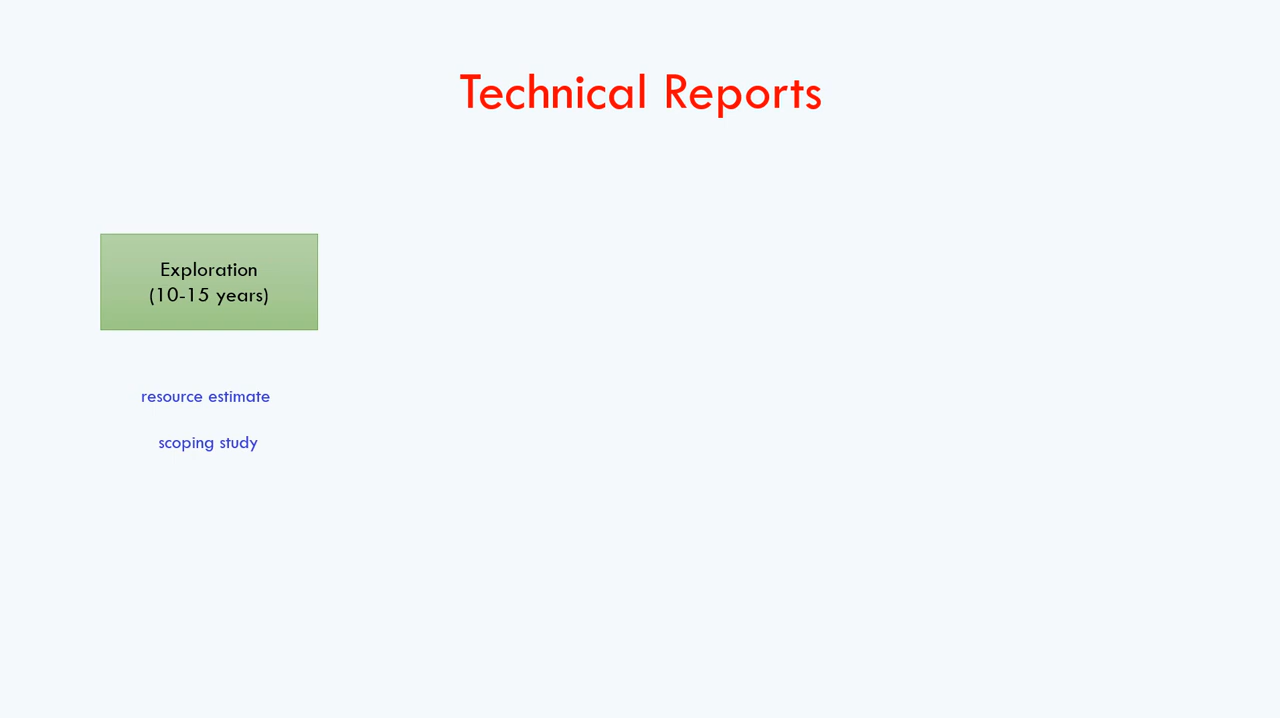 Technical Reports
Exploration
(10-15 years)
resource estimate
scoping study